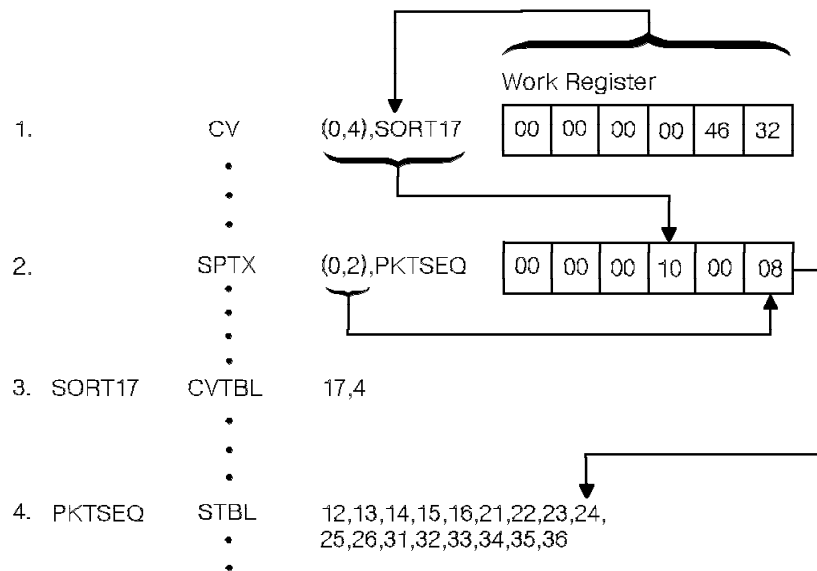 Work Register
1. CV (0,4),SORT17 00 00 00 00 46 32
2. SPTX (0,2),PKTSEQ 00 00 00 10 00 08
3. SORT17 CVTBL 17,4
4. PKTSEQ STBL 12,13,14,15,16,21,22,23,24,
25,26,31,32,33,34,35,36